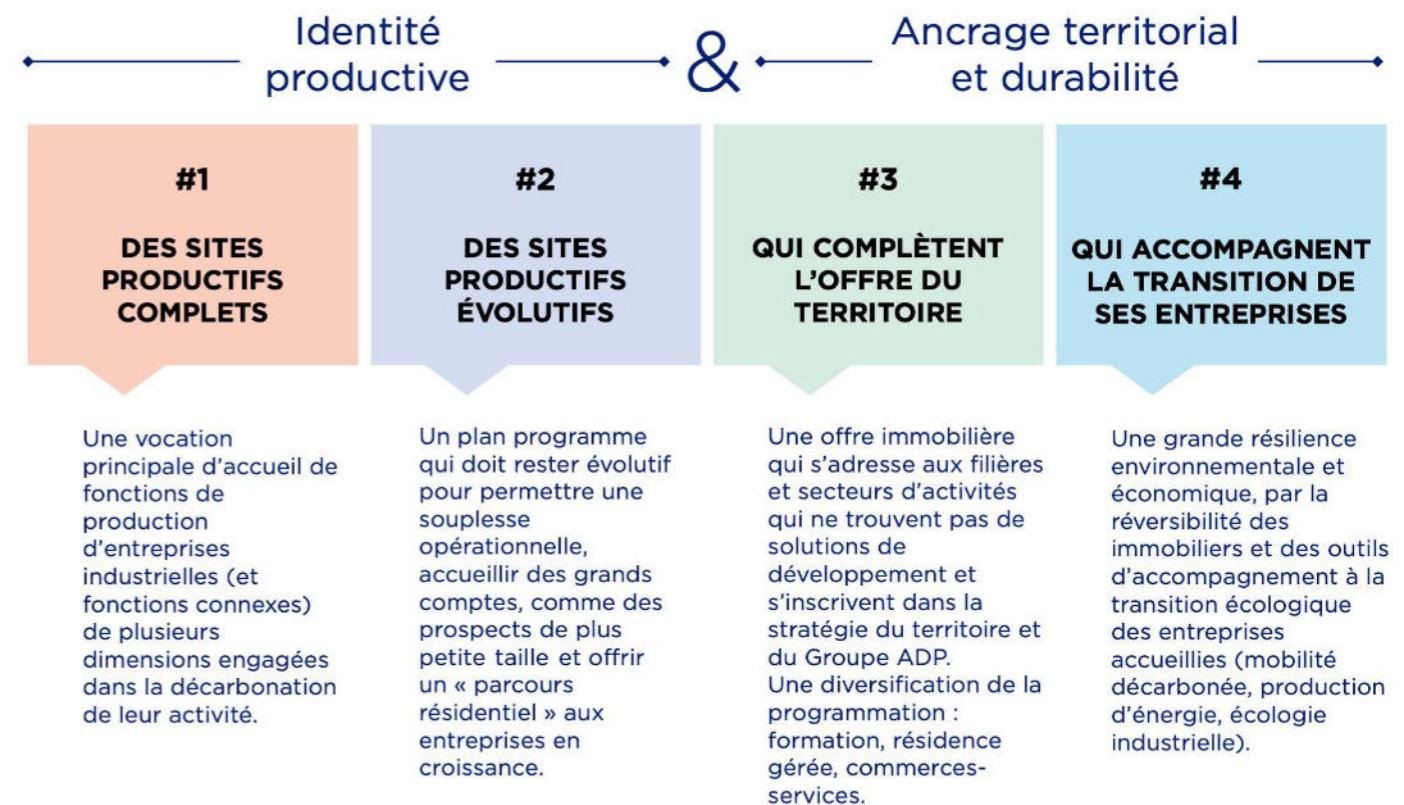 Identité
productive
&
Ancrage territorial
et durabilité
#1
DES SITES
PRODUCTIFS
COMPLETS
Une vocation
principale d'accueil de
fonctions de
production
d'entreprises
industrielles (et
fonctions connexes)
de plusieurs
dimensions engagées
dans la décarbonation
de leur activité.
#2
DES SITES
PRODUCTIFS
ÉVOLUTIFS
Un plan programme
qui doit rester évolutif
pour permettre une
souplesse
opérationnelle,
accueillir des grands
comptes, comme des
prospects de plus
petite taille et offrir
un « parcours
résidentiel » aux
entreprises en
croissance.
#3
QUI COMPLÈTENT
L'OFFRE DU
TERRITOIRE
Une offre immobilière
qui s'adresse aux filières
et secteurs d'activités
qui ne trouvent pas de
solutions de
développement et
s'inscrivent dans la
stratégie du territoire et
du Groupe ADP.
Une diversification de la
programmation :
formation, résidence
gérée, commerces-
services.
#4
QUI ACCOMPAGNENT
LA TRANSITION DE
SES ENTREPRISES
Une grande résilience
environnementale et
économique, par la
réversibilité des
immobiliers et des outils
d'accompagnement à la
transition écologique
des entreprises
accueillies (mobilité
décarbonée, production
d'énergie, écologie
industrielle).